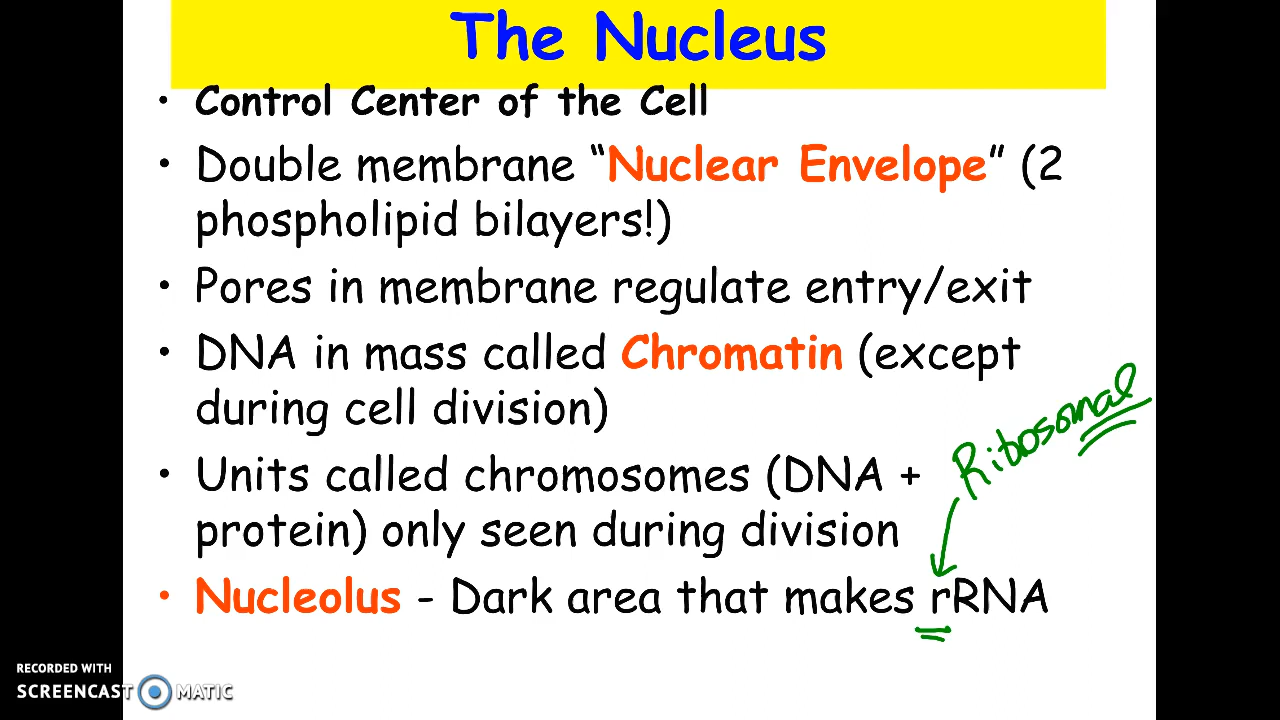 The Nucleus
• Control Center of the Cell
• Double membrane “Nuclear Envelope” (2
phospholipid bilayers!)
• Pores in membrane regulate entry/exit
• DNA in mass called Chromatin (except
during cell division)
Ribosomal
• Units called chromosomes (DNA +
protein) only seen during division
• Nucleolus - Dark area that makes rRNA
RECORDED WITH
SCREENCAST MATIC